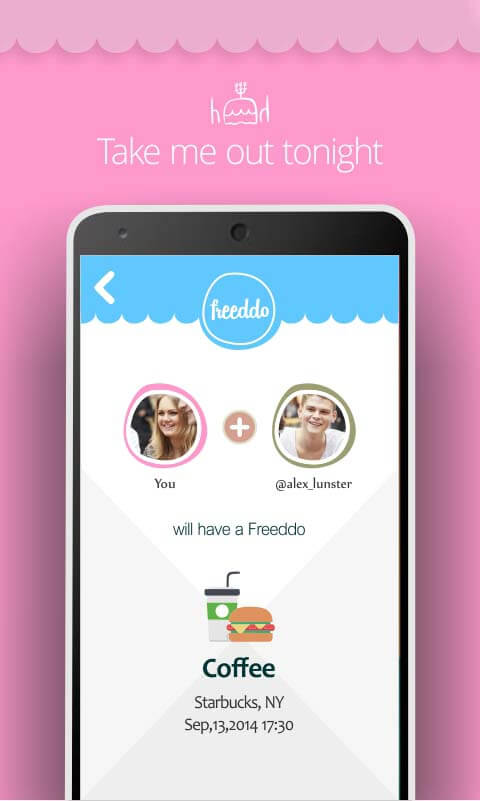 Take me out tonight
freeddo
You
@alex_lunster
will have a Freeddo
Coffee
Starbucks, NY
Sep,13,2014 17:30